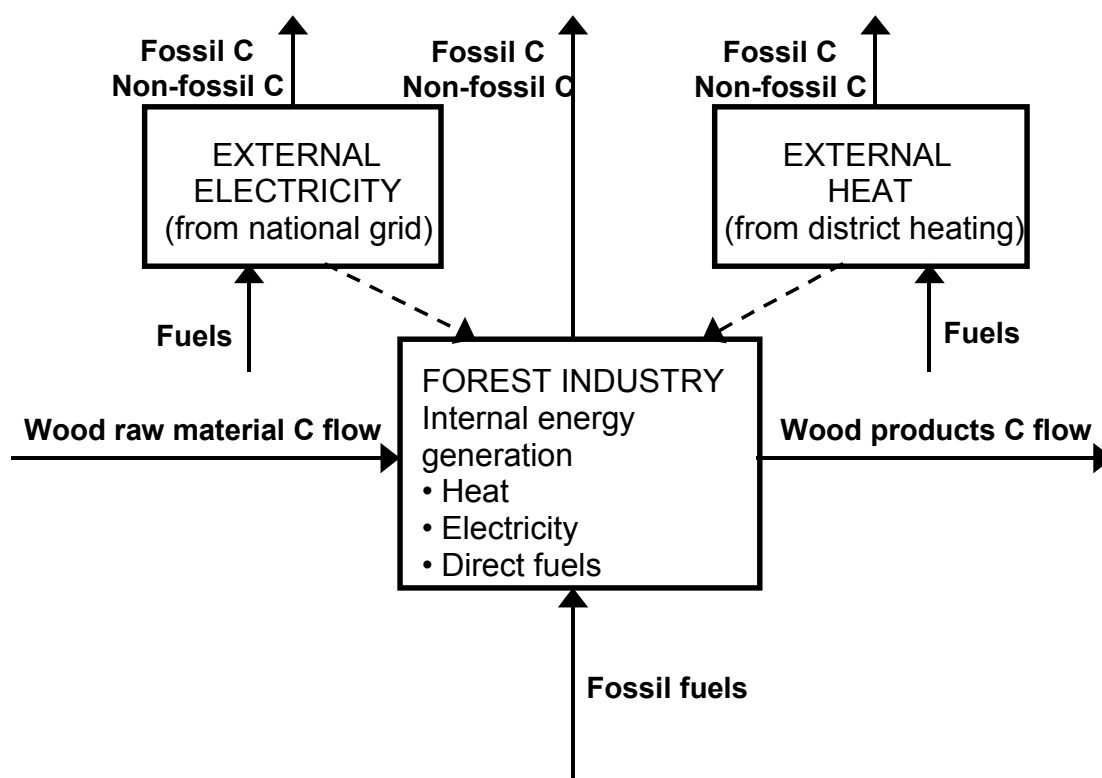 Fossil C
Non-fossil C
Fossil C
Non-fossil C
Fossil C
Non-fossil C
EXTERNAL
ELECTRICITY
(from national grid)
EXTERNAL
HEAT
(from district heating)
Fuels
Fuels
FOREST INDUSTRY
Internal energy
generation
• Heat
• Electricity
• Direct fuels
Wood raw material C flow
Wood products C flow
Fossil fuels